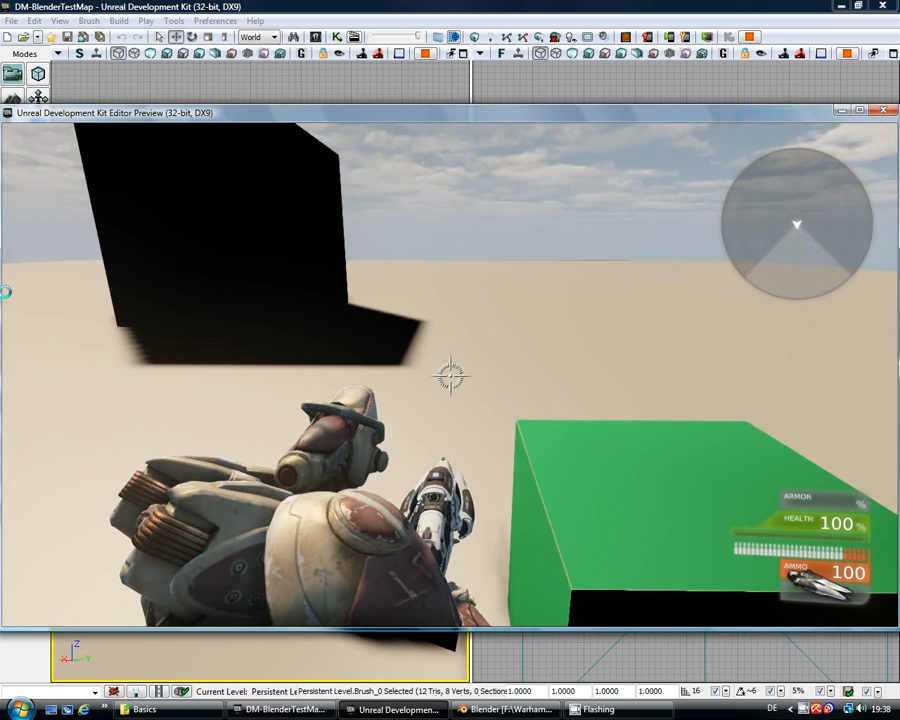 DM-BlenderTestMap - Unreal Development Kit (32-bit, DX9)
File Edit View Brush Build Play Tools Preferences Help
World
Modes
S
F
G
G
Unreal Development Kit Editor Preview (32-bit, DX9)
ARMOR
%
HEALTH 100 %
AMMO
100
Z
X
Y
Current Level: Persistent Le
Persistent Level.Brush_0 Selected (12 Tris, 8 Verts, 0 Section
1.0000
1.0000
1.0000
1.0000
16
6
5%
Basics
DM-BlenderTestMa...
Unreal Developmen...
Blender [F:\Warham...
Flashing
DE
19:38